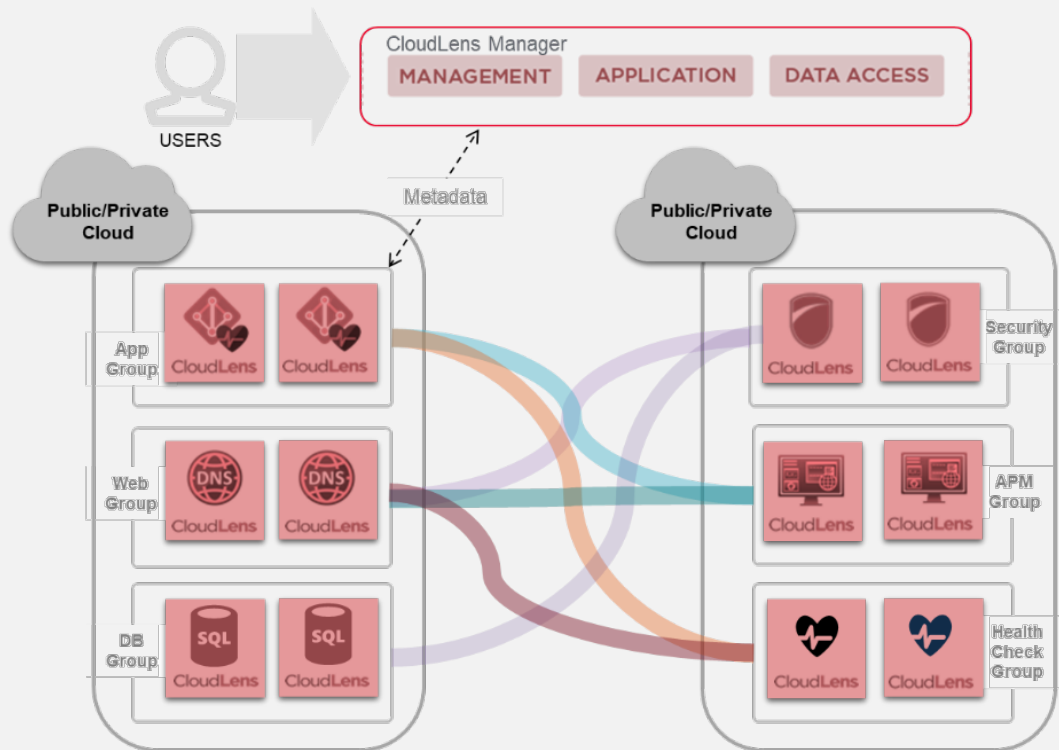 CloudLens Manager
MANAGEMENT
APPLICATION
DATA ACCESS
USERS
Metadada
Public/Private
Cloud
Public/Private
Cloud
App
Group
CloudLens
CloudLens
CloudLens
CloudLens
Security
Group
Web
Group
DNS
DNS
CloudLens
CloudLens
CloudLens
CloudLens
APM
Group
DB
Group
SQL
SQL
CloudLens
CloudLens
CloudLens
CloudLens
Health
Check
Group